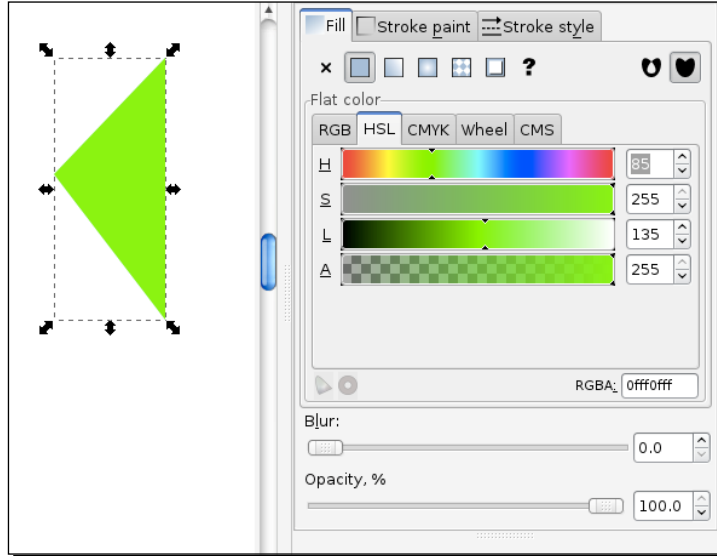 Fill Stroke paint Stroke style
× ?
Flat color
RGB HSL CMYK Wheel CMS
H 85
S 255
L 135
A 255
RGBA: 0fff0fff
Blur:
0.0
Opacity, %
100.0